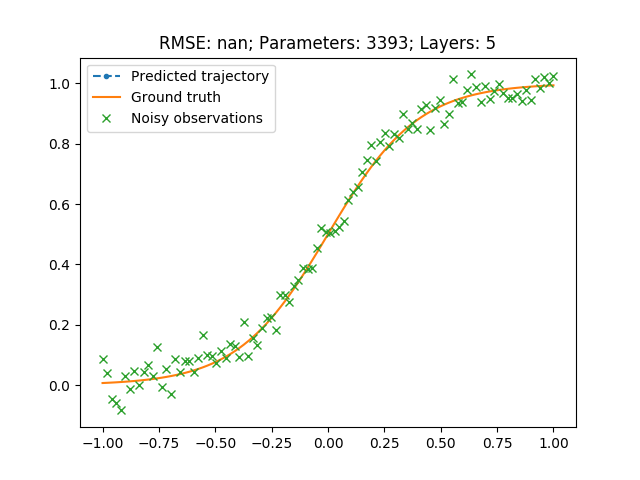 RMSE: nan; Parameters: 3393; Layers: 5
Predicted trajectory
Ground truth
Noisy observations
1.0
0.8
0.6
0.4
0.2
0.0
−1.00 −0.75 −0.50 −0.25 0.00 0.25 0.50 0.75 1.00